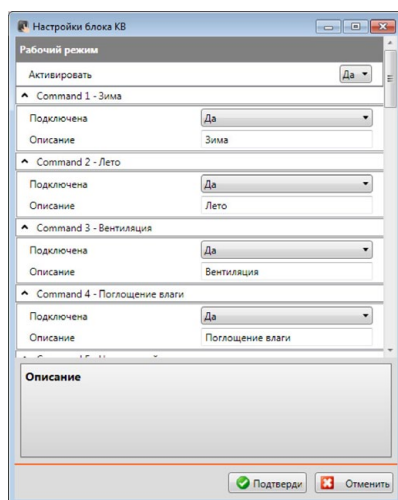 Настройки блока КВ
Рабочий режим
Активировать Да
Command 1 - Зима
Подключена Да
Описание Зима
Command 2 - Лето
Подключена Да
Описание Лето
Command 3 - Вентиляция
Подключена Да
Описание Вентиляция
Command 4 - Поглощение влаги
Подключена Да
Описание Поглощение влаги
Описание
Подтверди Отменить